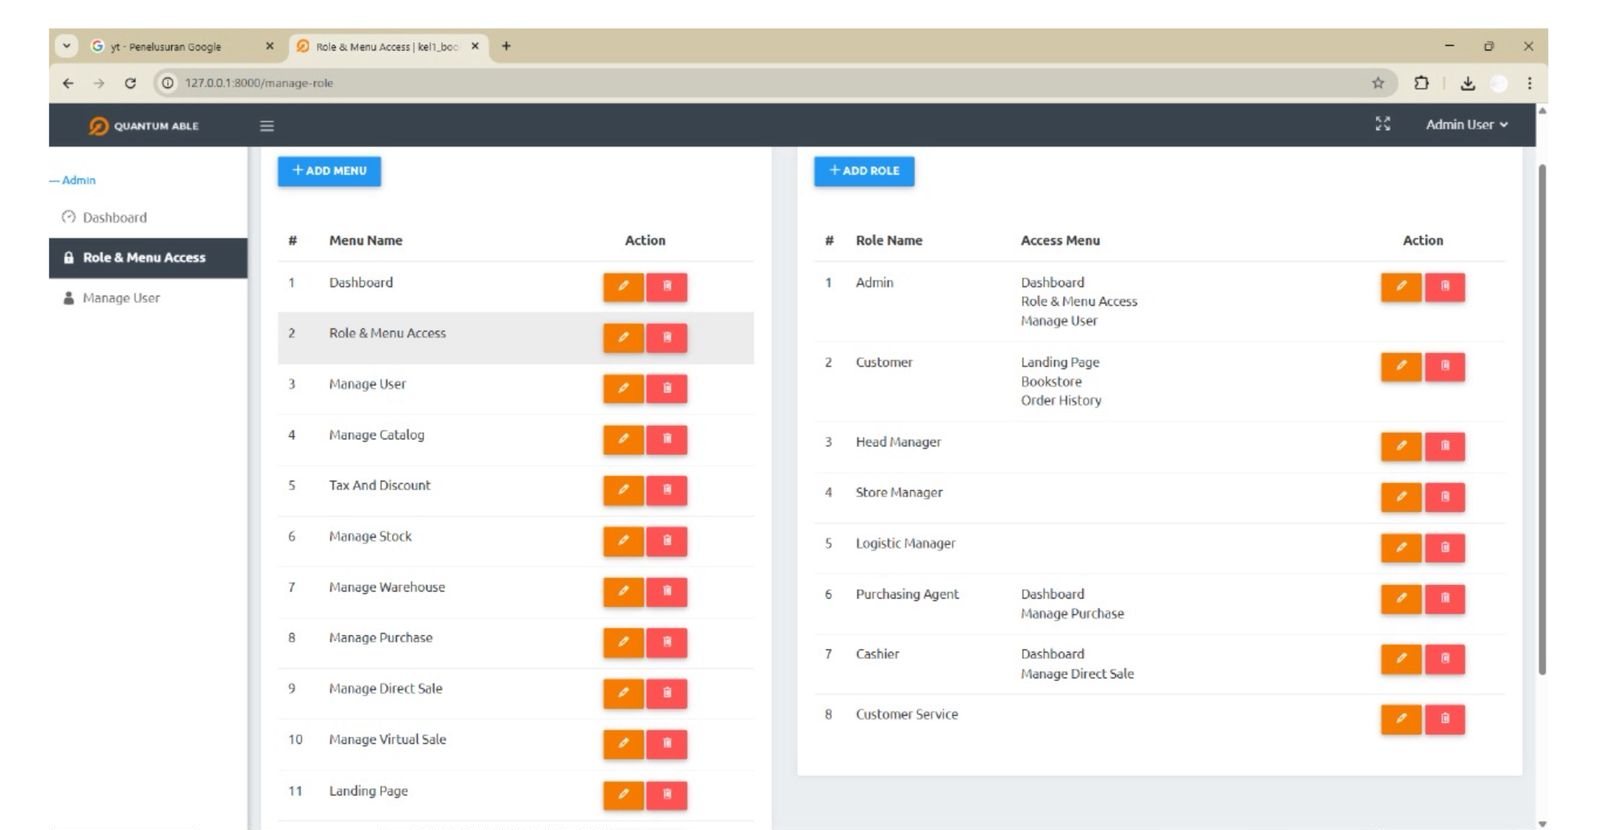 yt - Penelusuran Google
Role & Menu Access | kel1_boo
127.0.0.1:8000/manage-role
QUANTUM ABLE
Admin User
Admin
Dashboard
Role & Menu Access
Manage User
+ ADD MENU
# Menu Name Action
1 Dashboard
2 Role & Menu Access
3 Manage User
4 Manage Catalog
5 Tax And Discount
6 Manage Stock
7 Manage Warehouse
8 Manage Purchase
9 Manage Direct Sale
10 Manage Virtual Sale
11 Landing Page
+ ADD ROLE
# Role Name Access Menu Action
1 Admin Dashboard
Role & Menu Access
Manage User
2 Customer Landing Page
Bookstore
Order History
3 Head Manager
4 Store Manager
5 Logistic Manager
6 Purchasing Agent Dashboard
Manage Purchase
7 Cashier Dashboard
Manage Direct Sale
8 Customer Service